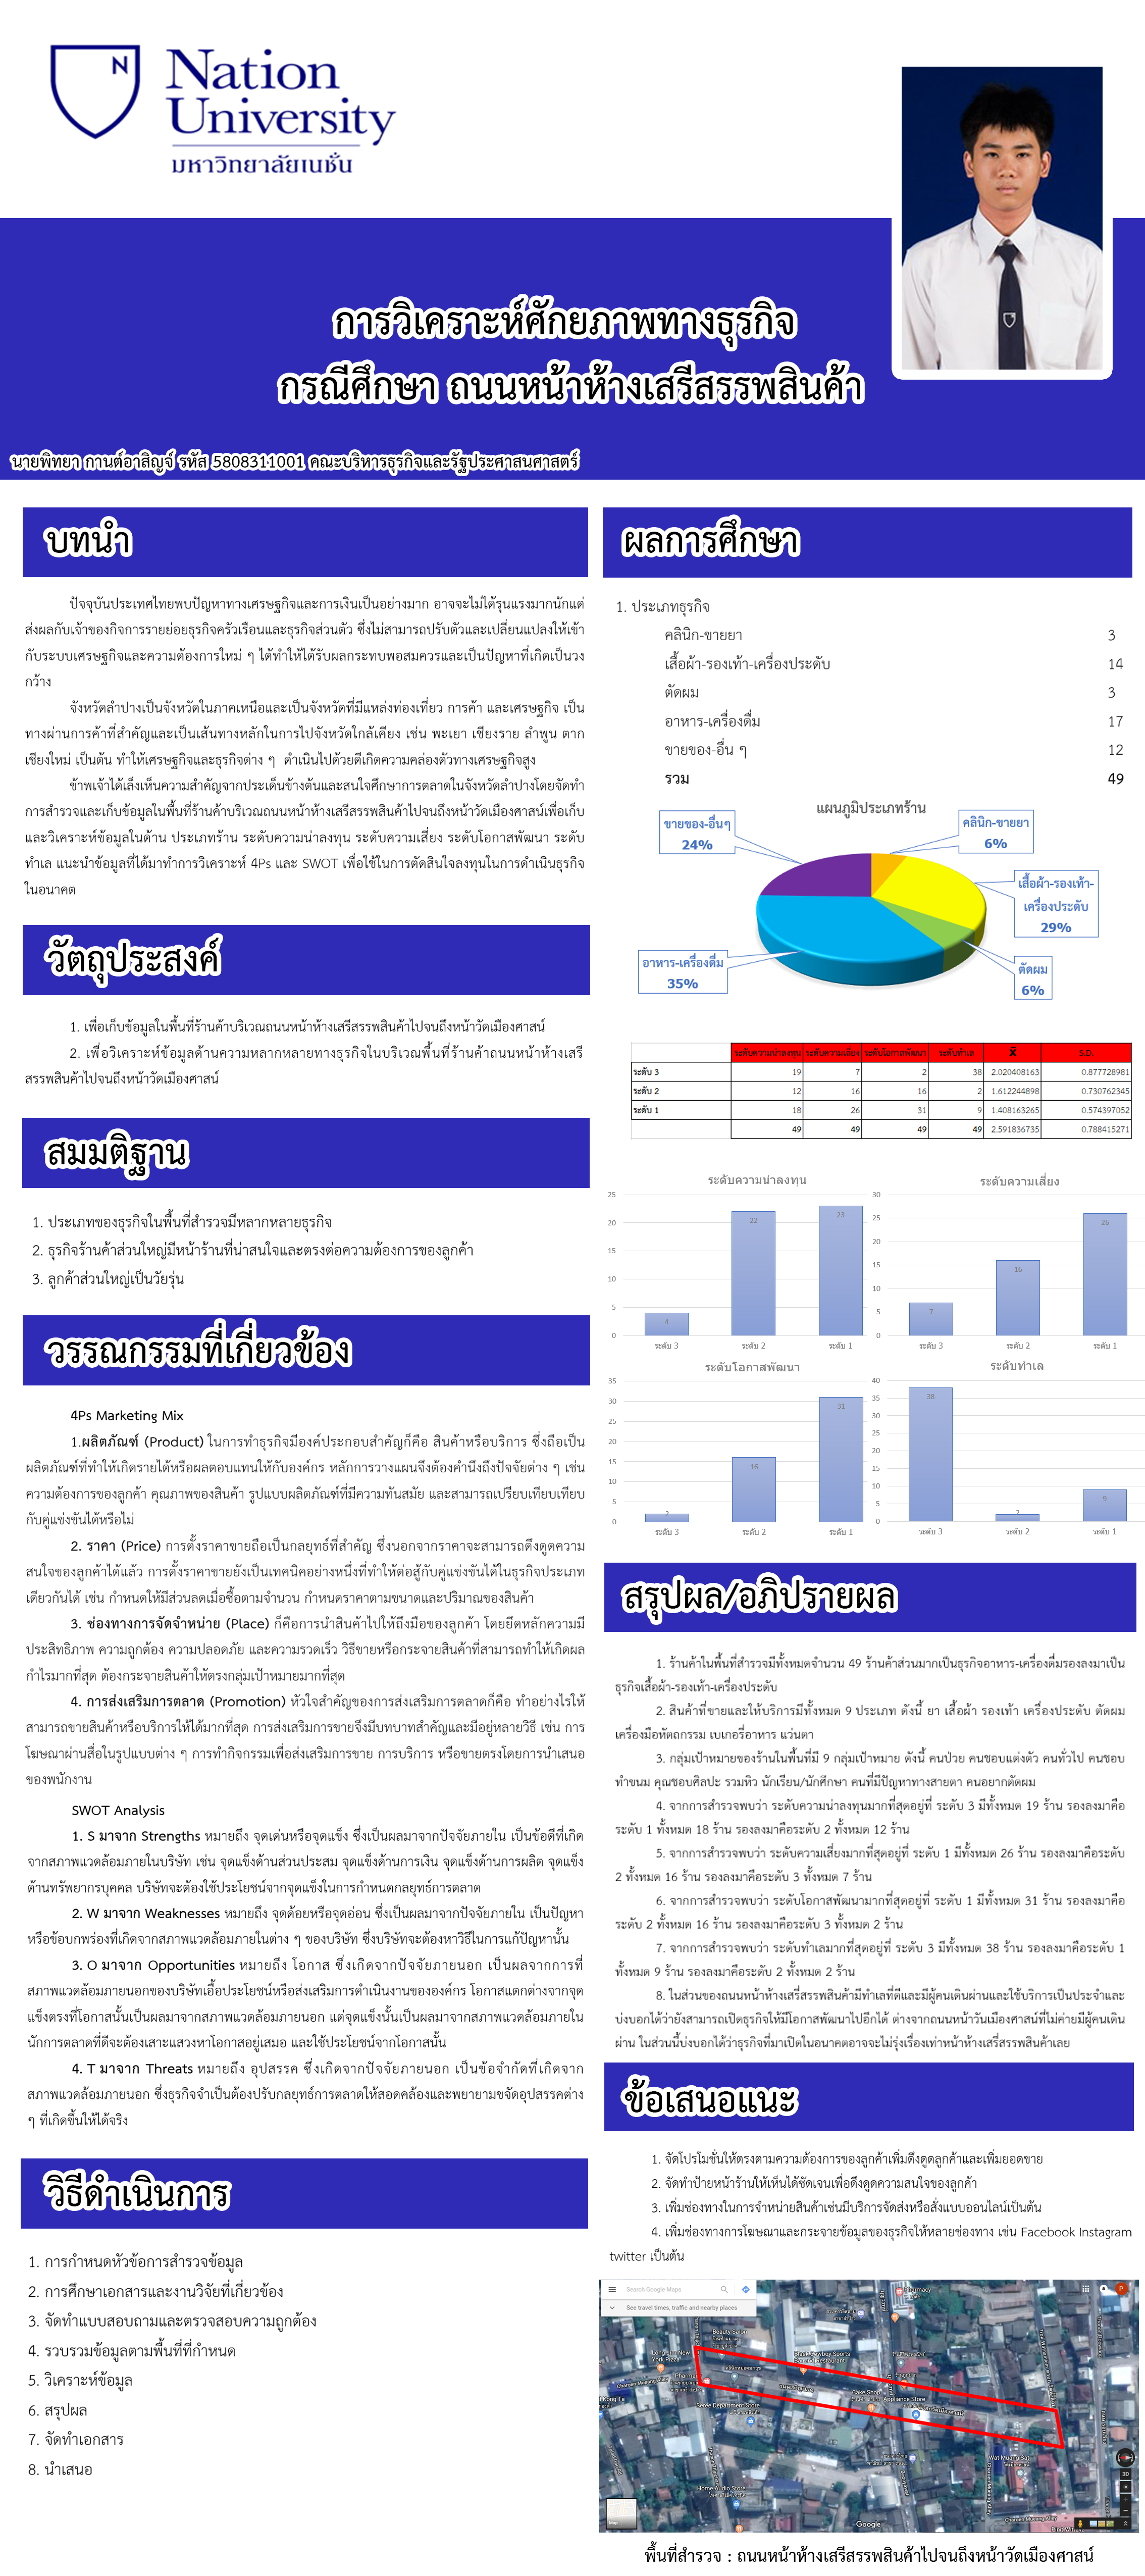 N
Nation
University
มหาวิทยาลัยเนชั่น
การวิเคราะห์ศักยภาพทางธุรกิจ
กรณีศึกษา ถนนหน้าห้างเสรีสรรพสินค้า
นายพิทยา กานต์อาสิญจ์ รหัส 5808311001 คณะบริหารธุรกิจและรัฐประศาสนศาสตร์
บทนำ
ปัจจุบันประเทศไทยพบปัญหาทางเศรษฐกิจและการเงินเป็นอย่างมาก อาจจะไม่ได้รุนแรงมากนักแต่
ส่งผลกับเจ้าของกิจการรายย่อยธุรกิจครัวเรือนและธุรกิจส่วนตัว ซึ่งไม่สามารถปรับตัวและเปลี่ยนแปลงให้เข้า
กับระบบเศรษฐกิจและความต้องการใหม่ ๆ ได้ทำให้ได้รับผลกระทบพอสมควรและเป็นปัญหาที่เกิดเป็นวง
กว้าง
จังหวัดลำปางเป็นจังหวัดในภาคเหนือและเป็นจังหวัดที่มีแหล่งท่องเที่ยว การค้า และเศรษฐกิจ เป็น
ทางผ่านการค้าที่สำคัญและเป็นเส้นทางหลักในการไปจังหวัดใกล้เคียง เช่น พะเยา เชียงราย ลำพูน ตาก
เชียงใหม่ เป็นต้น ทำให้เศรษฐกิจและธุรกิจต่าง ๆ ดำเนินไปด้วยดีเกิดความคล่องตัวทางเศรษฐกิจสูง
ข้าพเจ้าได้เล็งเห็นความสำคัญจากประเด็นข้างต้นและสนใจศึกษาการตลาดในจังหวัดลำปางโดยจัดทำ
การสำรวจและเก็บข้อมูลในพื้นที่ร้านค้าบริเวณถนนหน้าห้างเสรีสรรพสินค้าไปจนถึงหน้าวัดเมืองศาสน์เพื่อเก็บ
และวิเคราะห์ข้อมูลในด้าน ประเภทร้าน ระดับความน่าลงทุน ระดับความเสี่ยง ระดับโอกาสพัฒนา ระดับ
ทำเล แนะนำข้อมูลที่ได้มาทำการวิเคราะห์ 4Ps และ SWOT เพื่อใช้ในการตัดสินใจลงทุนในการดำเนินธุรกิจ
ในอนาคต
วัตถุประสงค์
1. เพื่อเก็บข้อมูลในพื้นที่ร้านค้าบริเวณถนนหน้าห้างเสรีสรรพสินค้าไปจนถึงหน้าวัดเมืองศาสน์
2. เพื่อวิเคราะห์ข้อมูลด้านความหลากหลายทางธุรกิจในบริเวณพื้นที่ร้านค้าถนนหน้าห้างเสรี
สรรพสินค้าไปจนถึงหน้าวัดเมืองศาสน์
สมมติฐาน
1. ประเภทของธุรกิจในพื้นที่สำรวจมีหลากหลายธุรกิจ
2. ธุรกิจร้านค้าส่วนใหญ่มีหน้าร้านที่น่าสนใจและตรงต่อความต้องการของลูกค้า
3. ลูกค้าส่วนใหญ่เป็นวัยรุ่น
วรรณกรรมที่เกี่ยวข้อง
4Ps Marketing Mix
1.ผลิตภัณฑ์ (Product) ในการทำธุรกิจมีองค์ประกอบสำคัญก็คือ สินค้าหรือบริการ ซึ่งถือเป็น
ผลิตภัณฑ์ที่ทำให้เกิดรายได้หรือผลตอบแทนให้กับองค์กร หลักการวางแผนจึงต้องคำนึงถึงปัจจัยต่าง ๆ เช่น
ความต้องการของลูกค้า คุณภาพของสินค้า รูปแบบผลิตภัณฑ์ที่มีความทันสมัย และสามารถเปรียบเทียบเทียบ
กับคู่แข่งขันได้หรือไม่
2. ราคา (Price) การตั้งราคาขายถือเป็นกลยุทธ์ที่สำคัญ ซึ่งนอกจากราคาจะสามารถดึงดูดความ
สนใจของลูกค้าได้แล้ว การตั้งราคาขายยังเป็นเทคนิคอย่างหนึ่งที่ทำให้ต่อสู้กับคู่แข่งขันได้ในธุรกิจประเภท
เดียวกันได้ เช่น กำหนดให้มีส่วนลดเมื่อซื้อตามจำนวน กำหนดราคาตามขนาดและปริมาณของสินค้า
3. ช่องทางการจัดจำหน่าย (Place) ก็คือการนำสินค้าไปให้ถึงมือของลูกค้า โดยยึดหลักความมี
ประสิทธิภาพ ความถูกต้อง ความปลอดภัย และความรวดเร็ว วิธีขายหรือกระจายสินค้าที่สามารถทำให้เกิดผล
กำไรมากที่สุด ต้องกระจายสินค้าให้ตรงกลุ่มเป้าหมายมากที่สุด
4. การส่งเสริมการตลาด (Promotion) หัวใจสำคัญของการส่งเสริมการตลาดก็คือ ทำอย่างไรให้
สามารถขายสินค้าหรือบริการให้ได้มากที่สุด การส่งเสริมการขายจึงมีบทบาทสำคัญและมีอยู่หลายวิธี เช่น การ
โฆษณาผ่านสื่อในรูปแบบต่าง ๆ การทำกิจกรรมเพื่อส่งเสริมการขาย การบริการ หรือขายตรงโดยการนำเสนอ
ของพนักงาน
SWOT Analysis
1. S มาจาก Strengths หมายถึง จุดเด่นหรือจุดแข็ง ซึ่งเป็นผลมาจากปัจจัยภายใน เป็นข้อดีที่เกิด
จากสภาพแวดล้อมภายในบริษัท เช่น จุดแข็งด้านส่วนประสม จุดแข็งด้านการเงิน จุดแข็งด้านการผลิต จุดแข็ง
ด้านทรัพยากรบุคคล บริษัทจะต้องใช้ประโยชน์จากจุดแข็งในการกำหนดกลยุทธ์การตลาด
2. W มาจาก Weaknesses หมายถึง จุดด้อยหรือจุดอ่อน ซึ่งเป็นผลมาจากปัจจัยภายใน เป็นปัญหา
หรือข้อบกพร่องที่เกิดจากสภาพแวดล้อมภายในต่าง ๆ ของบริษัท ซึ่งบริษัทจะต้องหาวิธีในการแก้ปัญหานั้น
3. O มาจาก Opportunities หมายถึง โอกาส ซึ่งเกิดจากปัจจัยภายนอก เป็นผลจากการที่
สภาพแวดล้อมภายนอกของบริษัทเอื้อประโยชน์หรือส่งเสริมการดำเนินงานขององค์กร โอกาสแตกต่างจากจุด
แข็งตรงที่โอกาสนั้นเป็นผลมาจากสภาพแวดล้อมภายนอก แต่จุดแข็งนั้นเป็นผลมาจากสภาพแวดล้อมภายใน
นักการตลาดที่ดีจะต้องเสาะแสวงหาโอกาสอยู่เสมอ และใช้ประโยชน์จากโอกาสนั้น
4. T มาจาก Threats หมายถึง อุปสรรค ซึ่งเกิดจากปัจจัยภายนอก เป็นข้อจำกัดที่เกิดจาก
สภาพแวดล้อมภายนอก ซึ่งธุรกิจจำเป็นต้องปรับกลยุทธ์การตลาดให้สอดคล้องและพยายามขจัดอุปสรรคต่าง
ๆ ที่เกิดขึ้นให้ได้จริง
วิธีดำเนินการ
1. การกำหนดหัวข้อการสำรวจข้อมูล
2. การศึกษาเอกสารและงานวิจัยที่เกี่ยวข้อง
3. จัดทำแบบสอบถามและตรวจสอบความถูกต้อง
4. รวบรวมข้อมูลตามพื้นที่ที่กำหนด
5. วิเคราะห์ข้อมูล
6. สรุปผล
7. จัดทำเอกสาร
8. นำเสนอ
ผลการศึกษา
1. ประเภทธุรกิจ
คลินิก-ขายยา 3
เสื้อผ้า-รองเท้า-เครื่องประดับ 14
ตัดผม 3
อาหาร-เครื่องดื่ม 17
ขายของ-อื่น ๆ 12
รวม 49
แผนภูมิประเภทร้าน
ขายของ-อื่นๆ
24%
คลินิก-ขายยา
6%
เสื้อผ้า-รองเท้า-
เครื่องประดับ
29%
อาหาร-เครื่องดื่ม
35%
ตัดผม
6%
ระดับความน่าลงทุน ระดับความเสี่ยง ระดับโอกาสพัฒนา ระดับทำเล x̄ S.D.
ระดับ 3 19 7 2 38 2.020408163 0.877728981
ระดับ 2 12 16 16 2 1.612244898 0.730762345
ระดับ 1 18 26 31 9 1.408163265 0.574397052
49 49 49 49 2.591836735 0.788415271
ระดับความน่าลงทุน
25
20
15
10
5
0
4
22
23
ระดับ 3 ระดับ 2 ระดับ 1
ระดับความเสี่ยง
30
25
20
15
10
5
0
7
16
26
ระดับ 3 ระดับ 2 ระดับ 1
ระดับโอกาสพัฒนา
35
30
25
20
15
10
5
0
2
16
31
ระดับ 3 ระดับ 2 ระดับ 1
ระดับทำเล
40
35
30
25
20
15
10
5
0
38
2
9
ระดับ 3 ระดับ 2 ระดับ 1
สรุปผล/อภิปรายผล
1. ร้านค้าในพื้นที่สำรวจมีทั้งหมดจำนวน 49 ร้านค้าส่วนมากเป็นธุรกิจอาหาร-เครื่องดื่มรองลงมาเป็น
ธุรกิจเสื้อผ้า-รองเท้า-เครื่องประดับ
2. สินค้าที่ขายและให้บริการมีทั้งหมด 9 ประเภท ดังนี้ ยา เสื้อผ้า รองเท้า เครื่องประดับ ตัดผม
เครื่องมือหัตถกรรม เบเกอรี่อาหาร แว่นตา
3. กลุ่มเป้าหมายของร้านในพื้นที่มี 9 กลุ่มเป้าหมาย ดังนี้ คนป่วย คนชอบแต่งตัว คนทั่วไป คนชอบ
ทำขนม คุณชอบศิลปะ รวมหิว นักเรียน/นักศึกษา คนที่มีปัญหาทางสายตา คนอยากตัดผม
4. จากการสำรวจพบว่า ระดับความน่าลงทุนมากที่สุดอยู่ที่ ระดับ 3 มีทั้งหมด 19 ร้าน รองลงมาคือ
ระดับ 1 ทั้งหมด 18 ร้าน รองลงมาคือระดับ 2 ทั้งหมด 12 ร้าน
5. จากการสำรวจพบว่า ระดับความเสี่ยงมากที่สุดอยู่ที่ ระดับ 1 มีทั้งหมด 26 ร้าน รองลงมาคือระดับ
2 ทั้งหมด 16 ร้าน รองลงมาคือระดับ 3 ทั้งหมด 7 ร้าน
6. จากการสำรวจพบว่า ระดับโอกาสพัฒนามากที่สุดอยู่ที่ ระดับ 1 มีทั้งหมด 31 ร้าน รองลงมาคือ
ระดับ 2 ทั้งหมด 16 ร้าน รองลงมาคือระดับ 3 ทั้งหมด 2 ร้าน
7. จากการสำรวจพบว่า ระดับทำเลมากที่สุดอยู่ที่ ระดับ 3 มีทั้งหมด 38 ร้าน รองลงมาคือระดับ 1
ทั้งหมด 9 ร้าน รองลงมาคือระดับ 2 ทั้งหมด 2 ร้าน
8. ในส่วนของถนนหน้าห้างเสรีสรรพสินค้ามีทำเลที่ดีและมีผู้คนเดินผ่านและใช้บริการเป็นประจำและ
บ่งบอกได้ว่ายังสามารถเปิดธุรกิจให้มีโอกาสพัฒนาไปอีกได้ ต่างจากถนนหน้าวันเมืองศาสน์ที่ไม่ค่ายมีผู้คนเดิน
ผ่าน ในส่วนนี้บ่งบอกได้ว่าธุรกิจที่มาเปิดในอนาคตอาจจะไม่รุ่งเรื่องเท่าหน้าห้างเสรีสรรพสินค้าเลย
ข้อเสนอแนะ
1. จัดโปรโมชั่นให้ตรงตามความต้องการของลูกค้าเพิ่มดึงดูดลูกค้าและเพิ่มยอดขาย
2. จัดทำป้ายหน้าร้านให้เห็นได้ชัดเจนเพื่อดึงดูดความสนใจของลูกค้า
3. เพิ่มช่องทางในการจำหน่ายสินค้าเช่นมีบริการจัดส่งหรือสั่งแบบออนไลน์เป็นต้น
4. เพิ่มช่องทางการโฆษณาและกระจายข้อมูลของธุรกิจให้หลายช่องทาง เช่น Facebook Instagram
twitter เป็นต้น
Search Google Maps
See travel times, traffic and nearby places
P
Beauty Salon
York Pizza
Seree Department Store
Cake Shop
Appliance Store
Wat Muang Sat
Home Audio Store
3D
Google
พื้นที่สำรวจ : ถนนหน้าห้างเสรีสรรพสินค้าไปจนถึงหน้าวัดเมืองศาสน์